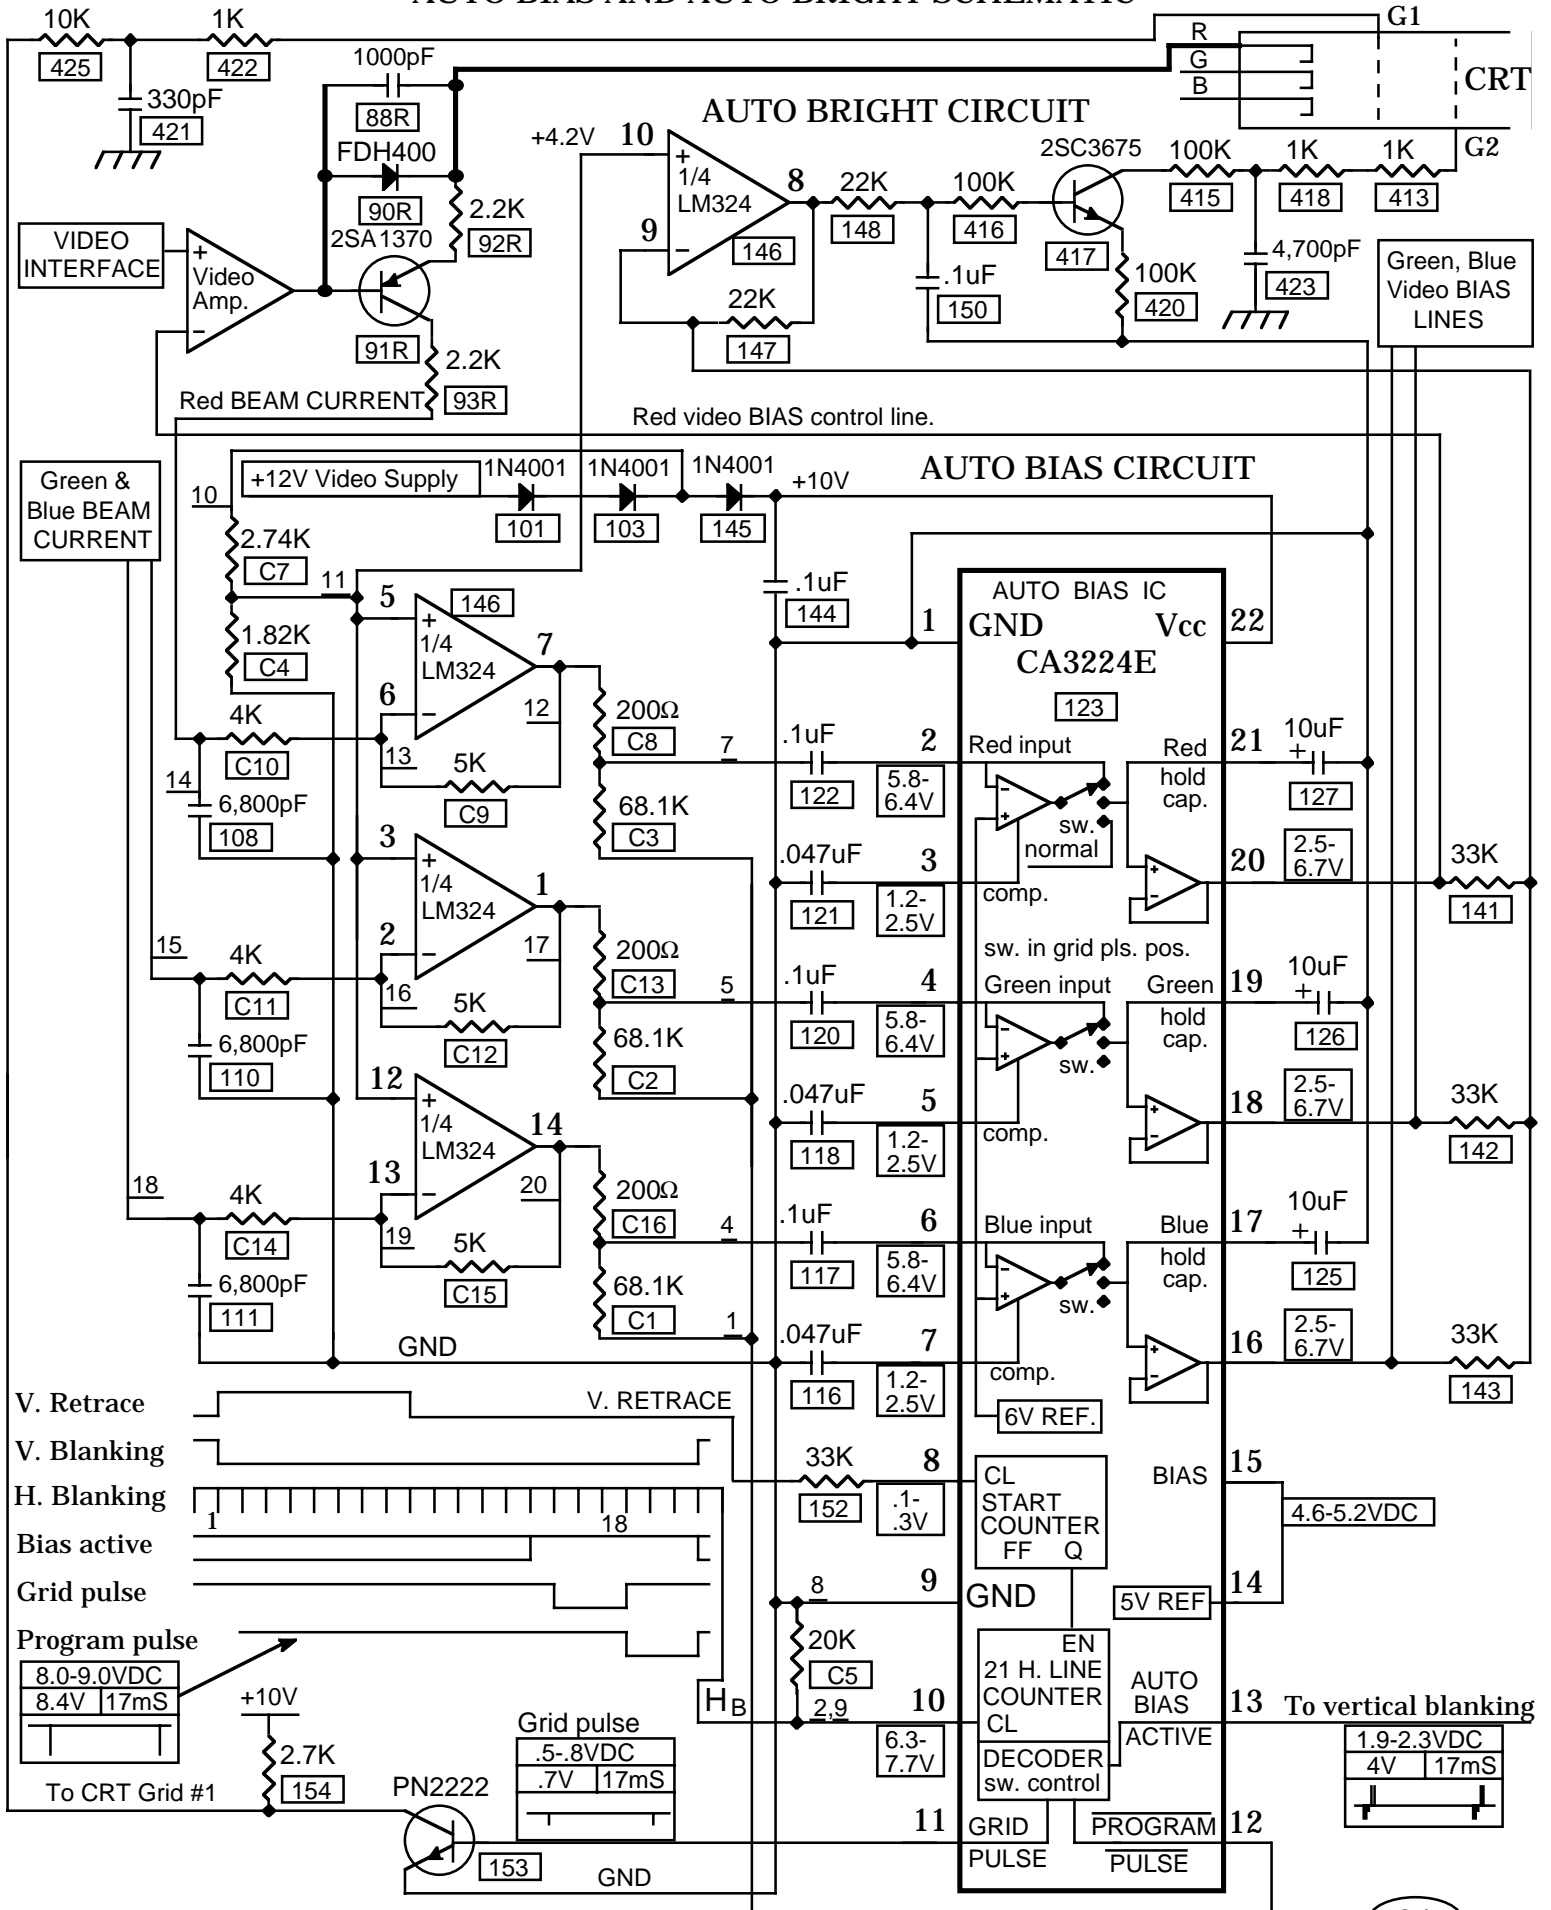 AUTO BIAS AND AUTO BRIGHT SCHEMATIC
10K
425
1K
422
330pF
421
1000pF
88R
FDH400
90R
2SA1370
2.2K
92R
91R
2.2K
93R
VIDEO
INTERFACE
+
Video
Amp.
−
Red BEAM CURRENT
G1
R
G
B
CRT
G2
AUTO BRIGHT CIRCUIT
+4.2V
10
+
1/4
LM324
8
9
−
146
22K
147
22K
148
100K
416
.1uF
150
2SC3675
417
100K
415
1K
418
1K
413
100K
420
4,700pF
423
Green, Blue
Video BIAS
LINES
Red video BIAS control line.
AUTO BIAS CIRCUIT
Green &
Blue BEAM
CURRENT
+12V Video Supply
1N4001
101
1N4001
103
1N4001
145
+10V
10
2.74K
C7
11
1.82K
C4
5
146
+
1/4
LM324
7
6
−
12
13
4K
C10
14
6,800pF
108
5K
C9
200Ω
C8
68.1K
C3
7
3
+
1/4
LM324
1
2
−
17
16
15
4K
C11
6,800pF
110
5K
C12
200Ω
C13
68.1K
C2
5
12
+
1/4
LM324
14
13
−
20
19
18
4K
C14
6,800pF
111
5K
C15
200Ω
C16
68.1K
C1
4
1
GND
.1uF
144
.1uF
122
.047uF
121
.1uF
120
.047uF
118
.1uF
117
.047uF
116
AUTO BIAS IC
1
GND
Vcc
22
CA3224E
123
2
5.8-
6.4V
Red input
Red
hold
cap.
21
10uF
+
127
-
+
sw.
normal
3
1.2-
2.5V
comp.
+
-
20
2.5-
6.7V
33K
141
sw. in grid pls. pos.
4
5.8-
6.4V
Green input
Green
hold
cap.
19
10uF
+
126
-
+
sw.
5
1.2-
2.5V
comp.
+
-
18
2.5-
6.7V
33K
142
6
5.8-
6.4V
Blue input
Blue
hold
cap.
17
10uF
+
125
-
+
sw.
7
1.2-
2.5V
comp.
+
-
16
2.5-
6.7V
33K
143
6V REF.
V. Retrace
V. RETRACE
V. Blanking
H. Blanking
1
18
Bias active
Grid pulse
Program pulse
8.0-9.0VDC
8.4V
17mS
33K
152
8
.1-
.3V
CL
START
COUNTER
FF Q
BIAS
15
4.6-5.2VDC
14
5V REF
8
9
GND
20K
C5
HB
2,9
10
6.3-
7.7V
EN
21 H. LINE
COUNTER
CL
DECODER
sw. control
AUTO
BIAS
ACTIVE
13
To vertical blanking
1.9-2.3VDC
4V
17mS
+10V
2.7K
154
To CRT Grid #1
PN2222
153
Grid pulse
.5-.8VDC
.7V
17mS
GND
11
GRID
PULSE
PROGRAM
PULSE
12